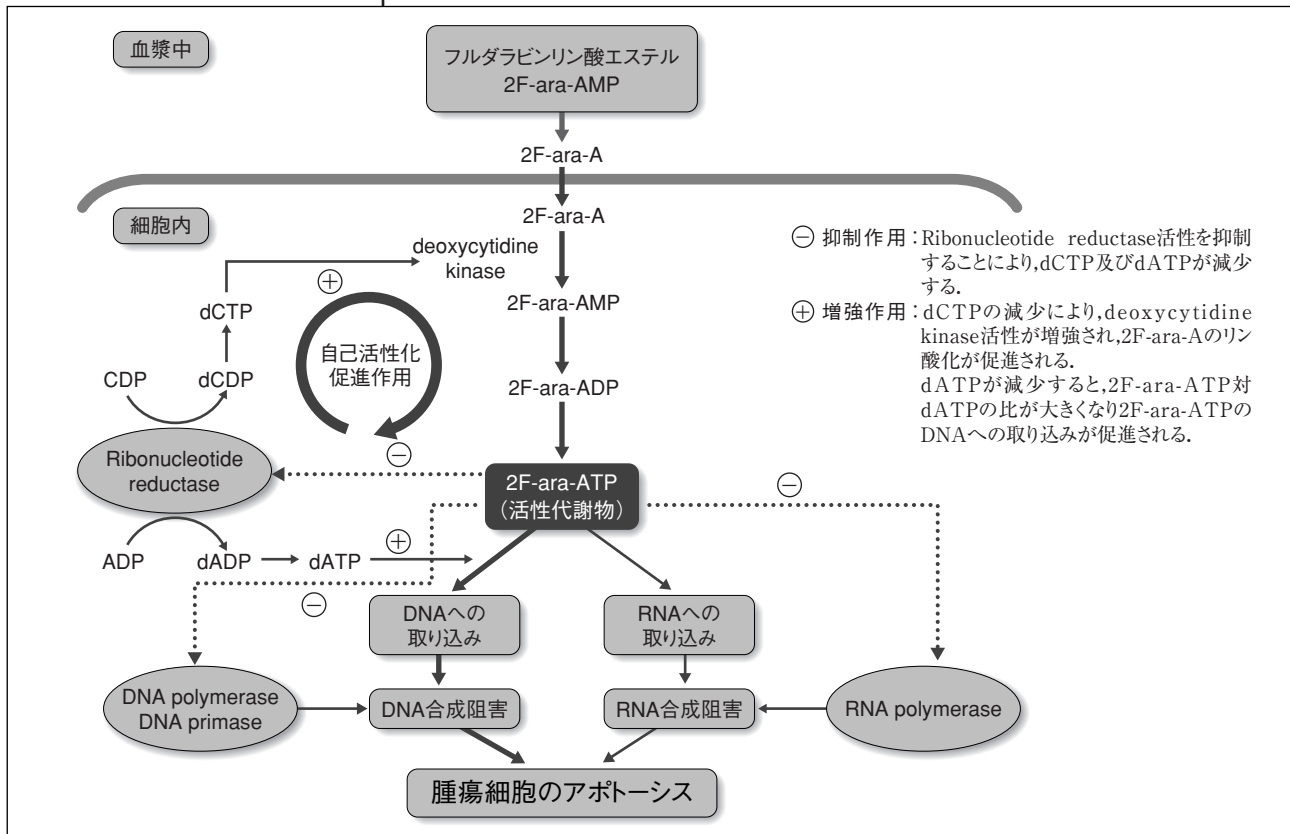 血漿中
フルダラビンリン酸エステル
2F-ara-AMP
2F-ara-A
細胞内
2F-ara-A
deoxycytidine
kinase
⊕
dCTP
2F-ara-AMP
自己活性化
促進作用
CDP
dCDP
2F-ara-ADP
⊖
Ribonucleotide
reductase
2F-ara-ATP
（活性代謝物）
⊖
ADP
dADP
dATP
⊕
⊖
DNAへの
取り込み
RNAへの
取り込み
DNA polymerase
DNA primase
DNA合成阻害
RNA合成阻害
RNA polymerase
腫瘍細胞のアポトーシス
⊖ 抑制作用：Ribonucleotide reductase活性を抑制
することにより,dCTP及びdATPが減少
する.
⊕ 増強作用：dCTPの減少により,deoxycytidine
kinase活性が増強され,2F-ara-Aのリン
酸化が促進される.
dATPが減少すると,2F-ara-ATP対
dATPの比が大きくなり2F-ara-ATPの
DNAへの取り込みが促進される.